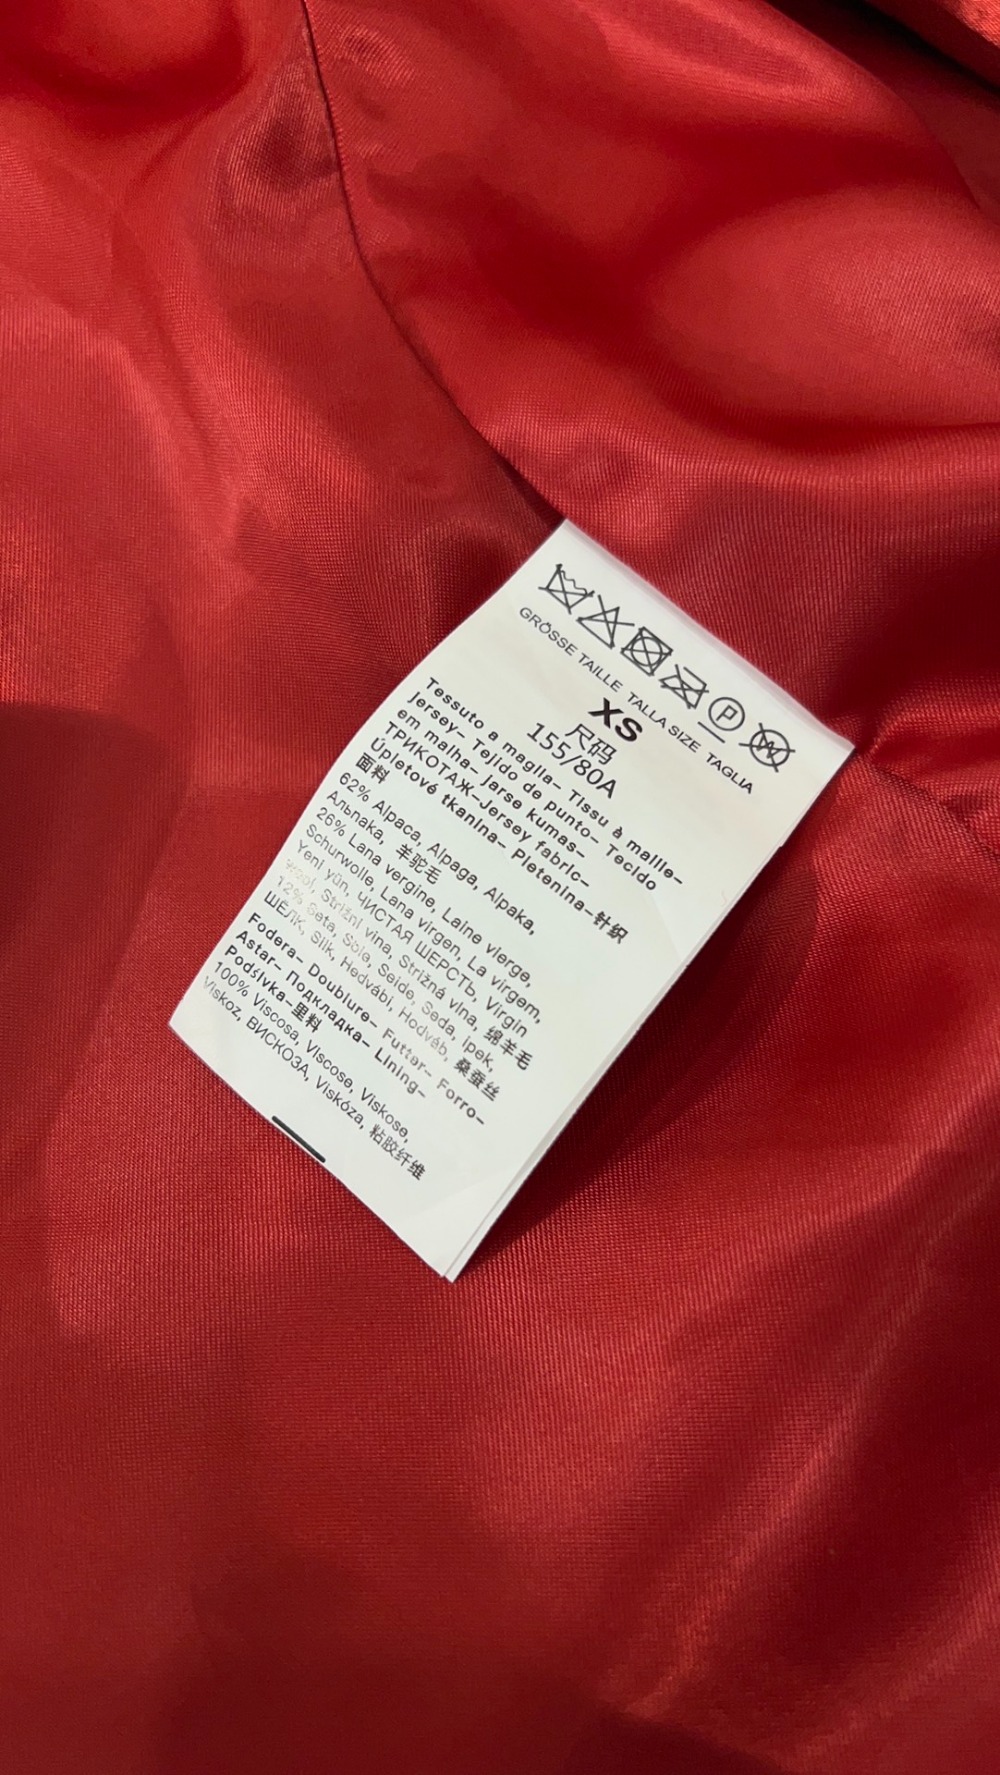 GRÖSSE TAILLE TALLA SIZE TAGLIA
XS
尺码
155/80A
Tessuto a maglia- Tissu à maille-
Jersey- Tejido de punto- Tecido
em malha- Jarse kumas-
ТРИКОТАЖ-Jersey fabric-
Úpletové tkanina- Pletenina-针织
面料
62% Alpaca, Alpaga, Alpaka,
Альпака, 羊驼毛
26% Lana vergine, Laine vierge,
Schurwolle, Lana virgen, La virgem,
Yeni yün, ЧИСТАЯ ШЕРСТЬ, Virgin
wool, Strižní vlna, Strižná vlna, 绵羊毛
12% Seta, Soie, Seide, Seda, Ipek,
ШЁЛК, Silk, Hedvábí, Hodváb, 桑蚕丝
Fodera- Doublure- Futter- Forro-
Astar- Подкладка- Lining-
Podšívka-里料
100% Viscosa, Viscose, Viskose,
Viskoz, ВИСКОЗА, Viskóza, 粘胶纤维